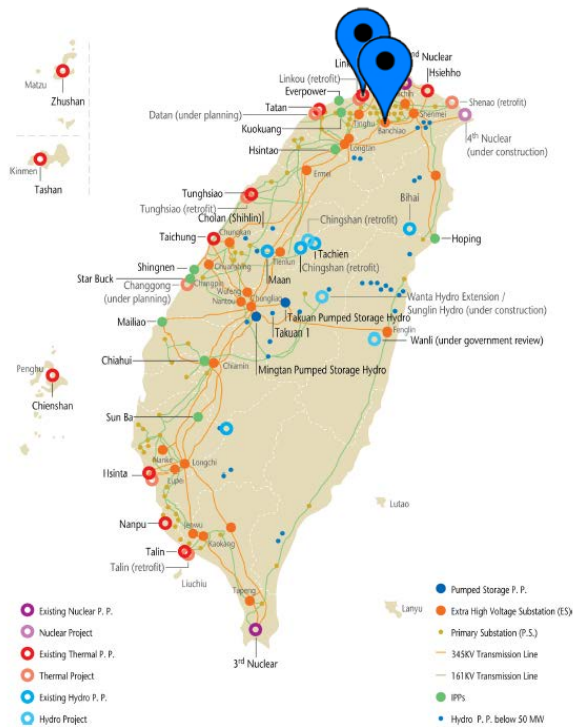 Matzu
Zhushan
Kinmen
Tashan
Penghu
Chienshan
Nuclear
Hsiehho
Linkou (retrofit)
Everpower
Shenao (retrofit)
Tatan
Datan (under planning)
Kuokuang
Hsintao
Banchiao
Shenmei
Longtan
4th Nuclear
(under construction)
Ermei
Tunghsiao
Tunghsiao (retrofit)
Cholan (Shihlin)
Chingshan (retrofit)
Bihai
Taichung
Hoping
Tachien
Tienlun
Chingshan (retrofit)
Maan
Shingnen
Star Buck
Changgong
(under planning)
Wufeng
Nantou
Wanta Hydro Extension /
Sunglin Hydro (under construction)
Takuan Pumped Storage Hydro
Takuan 1
Mailiao
Fenglin
Wanli (under government review)
Mingtan Pumped Storage Hydro
Chiahui
Chiamin
Sun Ba
Longchi
Hsinta
Lupo
Nanpu
Talin
Kaokang
Talin (retrofit)
Liuchiu
Lutao
Lanyu
3rd Nuclear
Existing Nuclear P. P.
Nuclear Project
Existing Thermal P. P.
Thermal Project
Existing Hydro P. P.
Hydro Project
Pumped Storage P. P.
Extra High Voltage Substation (ES)
Primary Substation (P.S.)
345KV Transmission Line
161KV Transmission Line
IPPs
Hydro P. P. below 50 MW